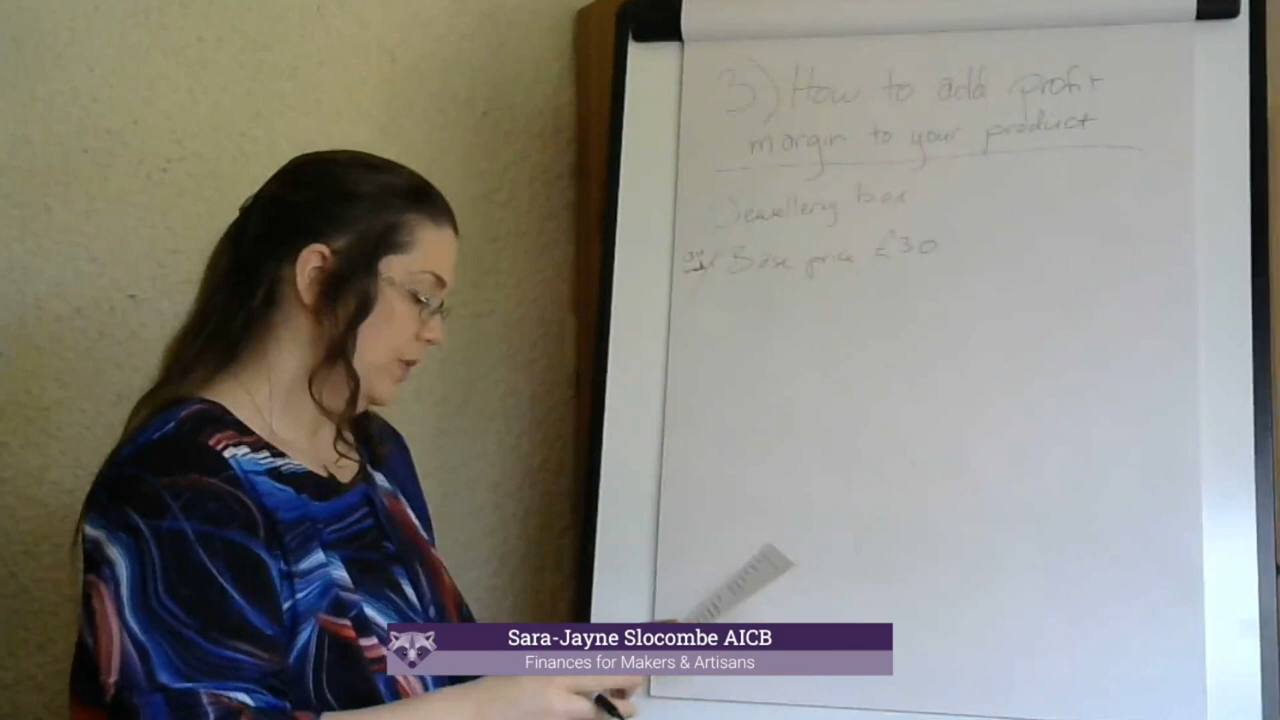 3) How to add profit
margin to your product
Jewellery box
Base price £30
Sara-Jayne Slocombe AICB
Finances for Makers & Artisans